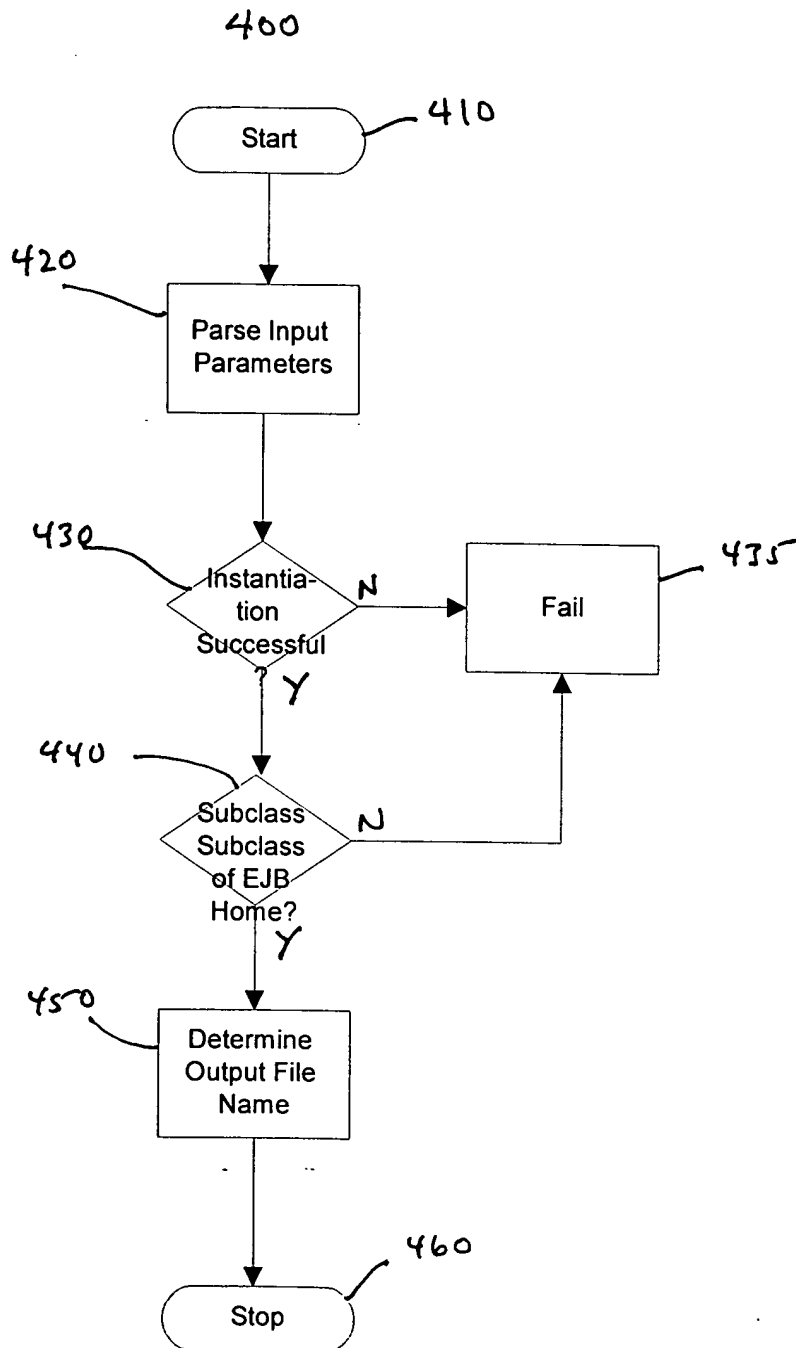 400
Start
410
420
Parse Input
Parameters
430
Instantia-
tion
Successful
?
N
Y
Fail
435
440
Subclass
Subclass
of EJB
Home?
N
Y
450
Determine
Output File
Name
460
Stop